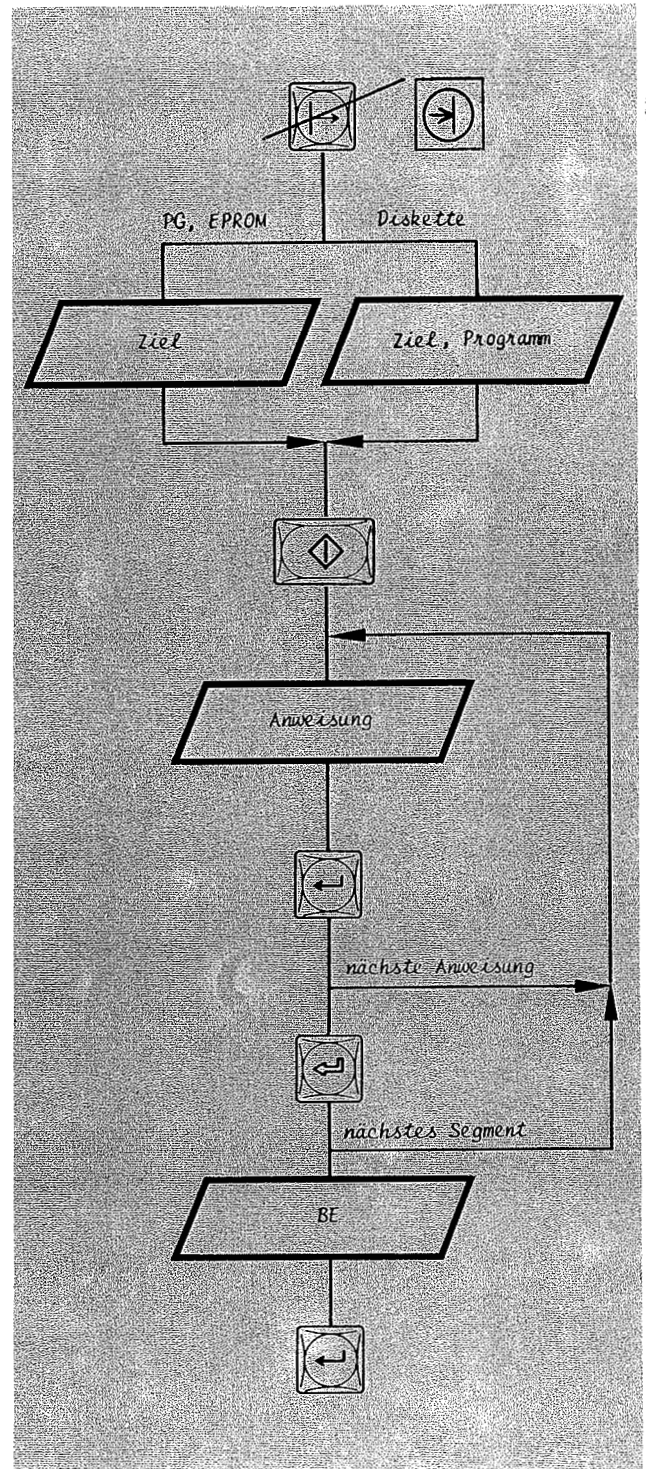 PG, EPROM
Diskette
Ziel
Ziel, Programm
Anweisung
nächste Anweisung
nächstes Segment
BE